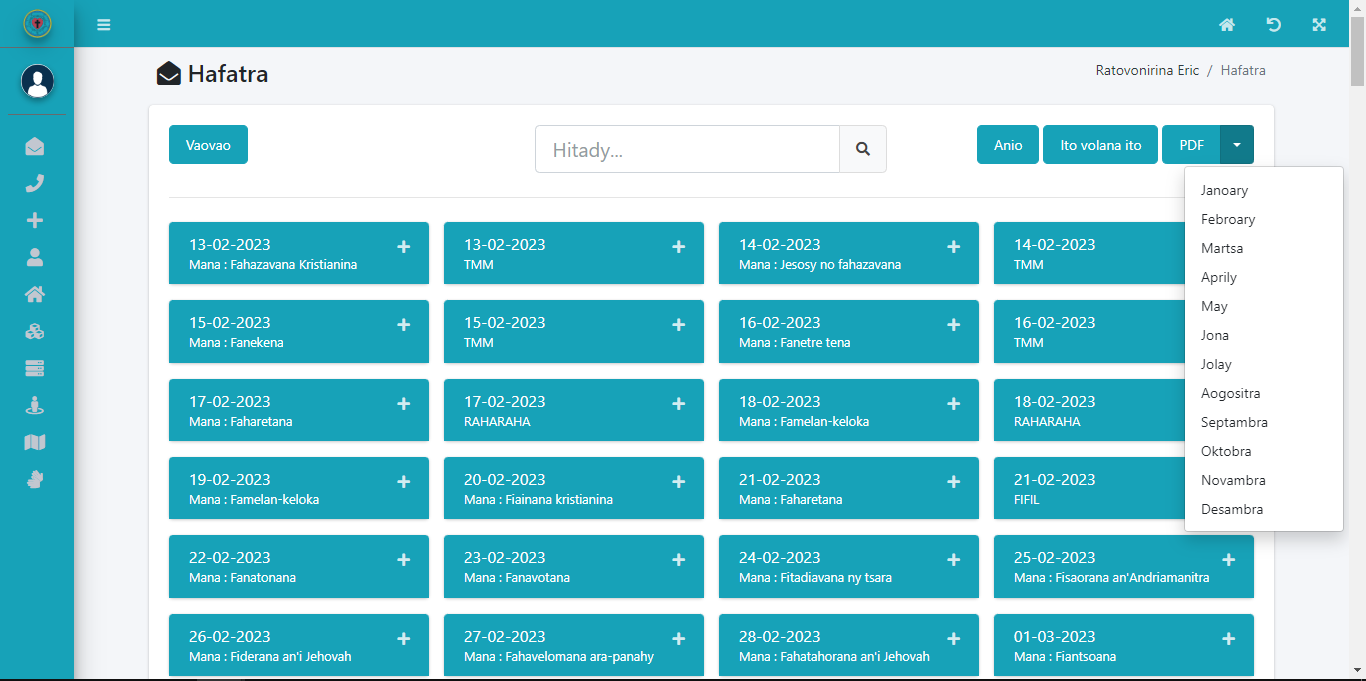 Hafatra
Ratovonirina Eric / Hafatra
Vaovao
Hitady...
Anio
Ito volana ito
PDF
Janoary
Febroary
Martsa
Aprily
May
Jona
Jolay
Aogositra
Septambra
Oktobra
Novambra
Desambra
13-02-2023
Mana : Fahazavana Kristianina
13-02-2023
TMM
14-02-2023
Mana : Jesosy no fahazavana
14-02-2023
TMM
15-02-2023
Mana : Fanekena
15-02-2023
TMM
16-02-2023
Mana : Fanetre tena
16-02-2023
TMM
17-02-2023
Mana : Faharetana
17-02-2023
RAHARAHA
18-02-2023
Mana : Famelan-keloka
18-02-2023
RAHARAHA
19-02-2023
Mana : Famelan-keloka
20-02-2023
Mana : Fiainana kristianina
21-02-2023
Mana : Faharetana
21-02-2023
FIFIL
22-02-2023
Mana : Fanatonana
23-02-2023
Mana : Fanavotana
24-02-2023
Mana : Fitadiavana ny tsara
25-02-2023
Mana : Fisaorana an'Andriamanitra
26-02-2023
Mana : Fiderana an'i Jehovah
27-02-2023
Mana : Fahavelomana ara-panahy
28-02-2023
Mana : Fahatahorana an'i Jehovah
01-03-2023
Mana : Fiantsoana